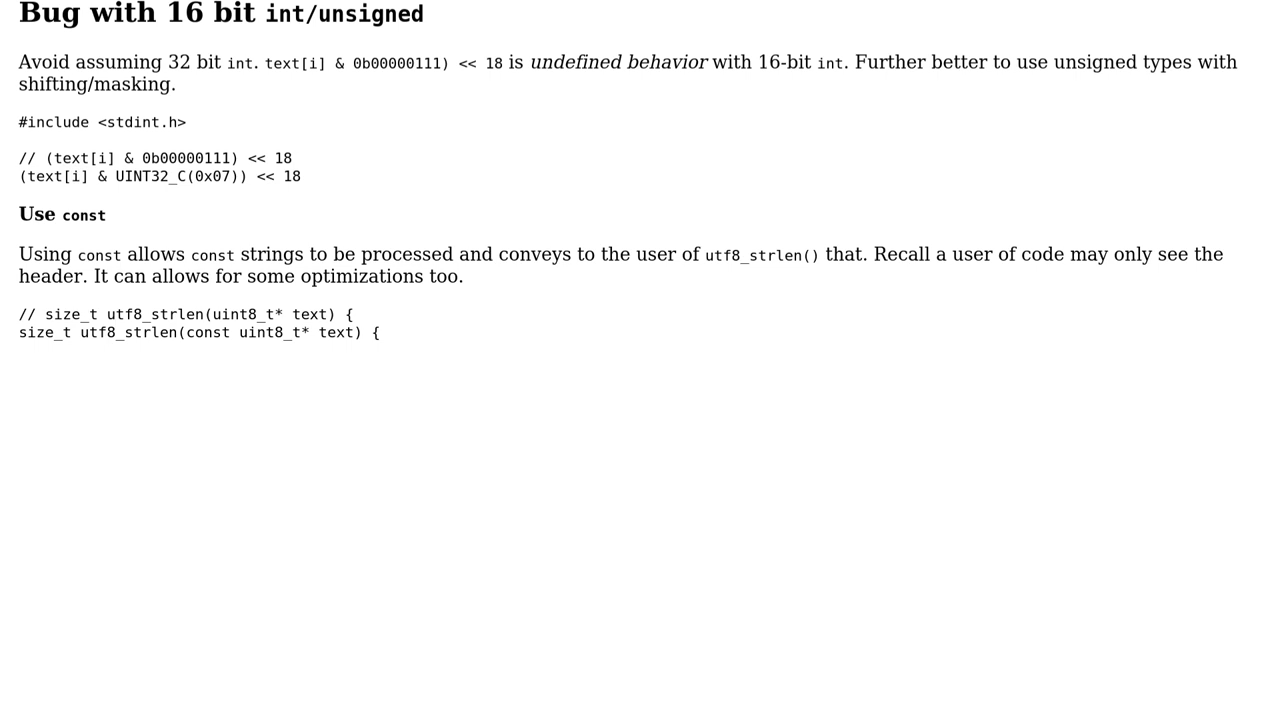 Bug with 16 bit int/unsigned
Avoid assuming 32 bit int. text[i] & 0b00000111) << 18 is undefined behavior with 16-bit int. Further better to use unsigned types with
shifting/masking.
#include <stdint.h>
// (text[i] & 0b00000111) << 18
(text[i] & UINT32_C(0x07)) << 18
Use const
Using const allows const strings to be processed and conveys to the user of utf8_strlen() that. Recall a user of code may only see the
header. It can allows for some optimizations too.
// size_t utf8_strlen(uint8_t* text) {
size_t utf8_strlen(const uint8_t* text) {